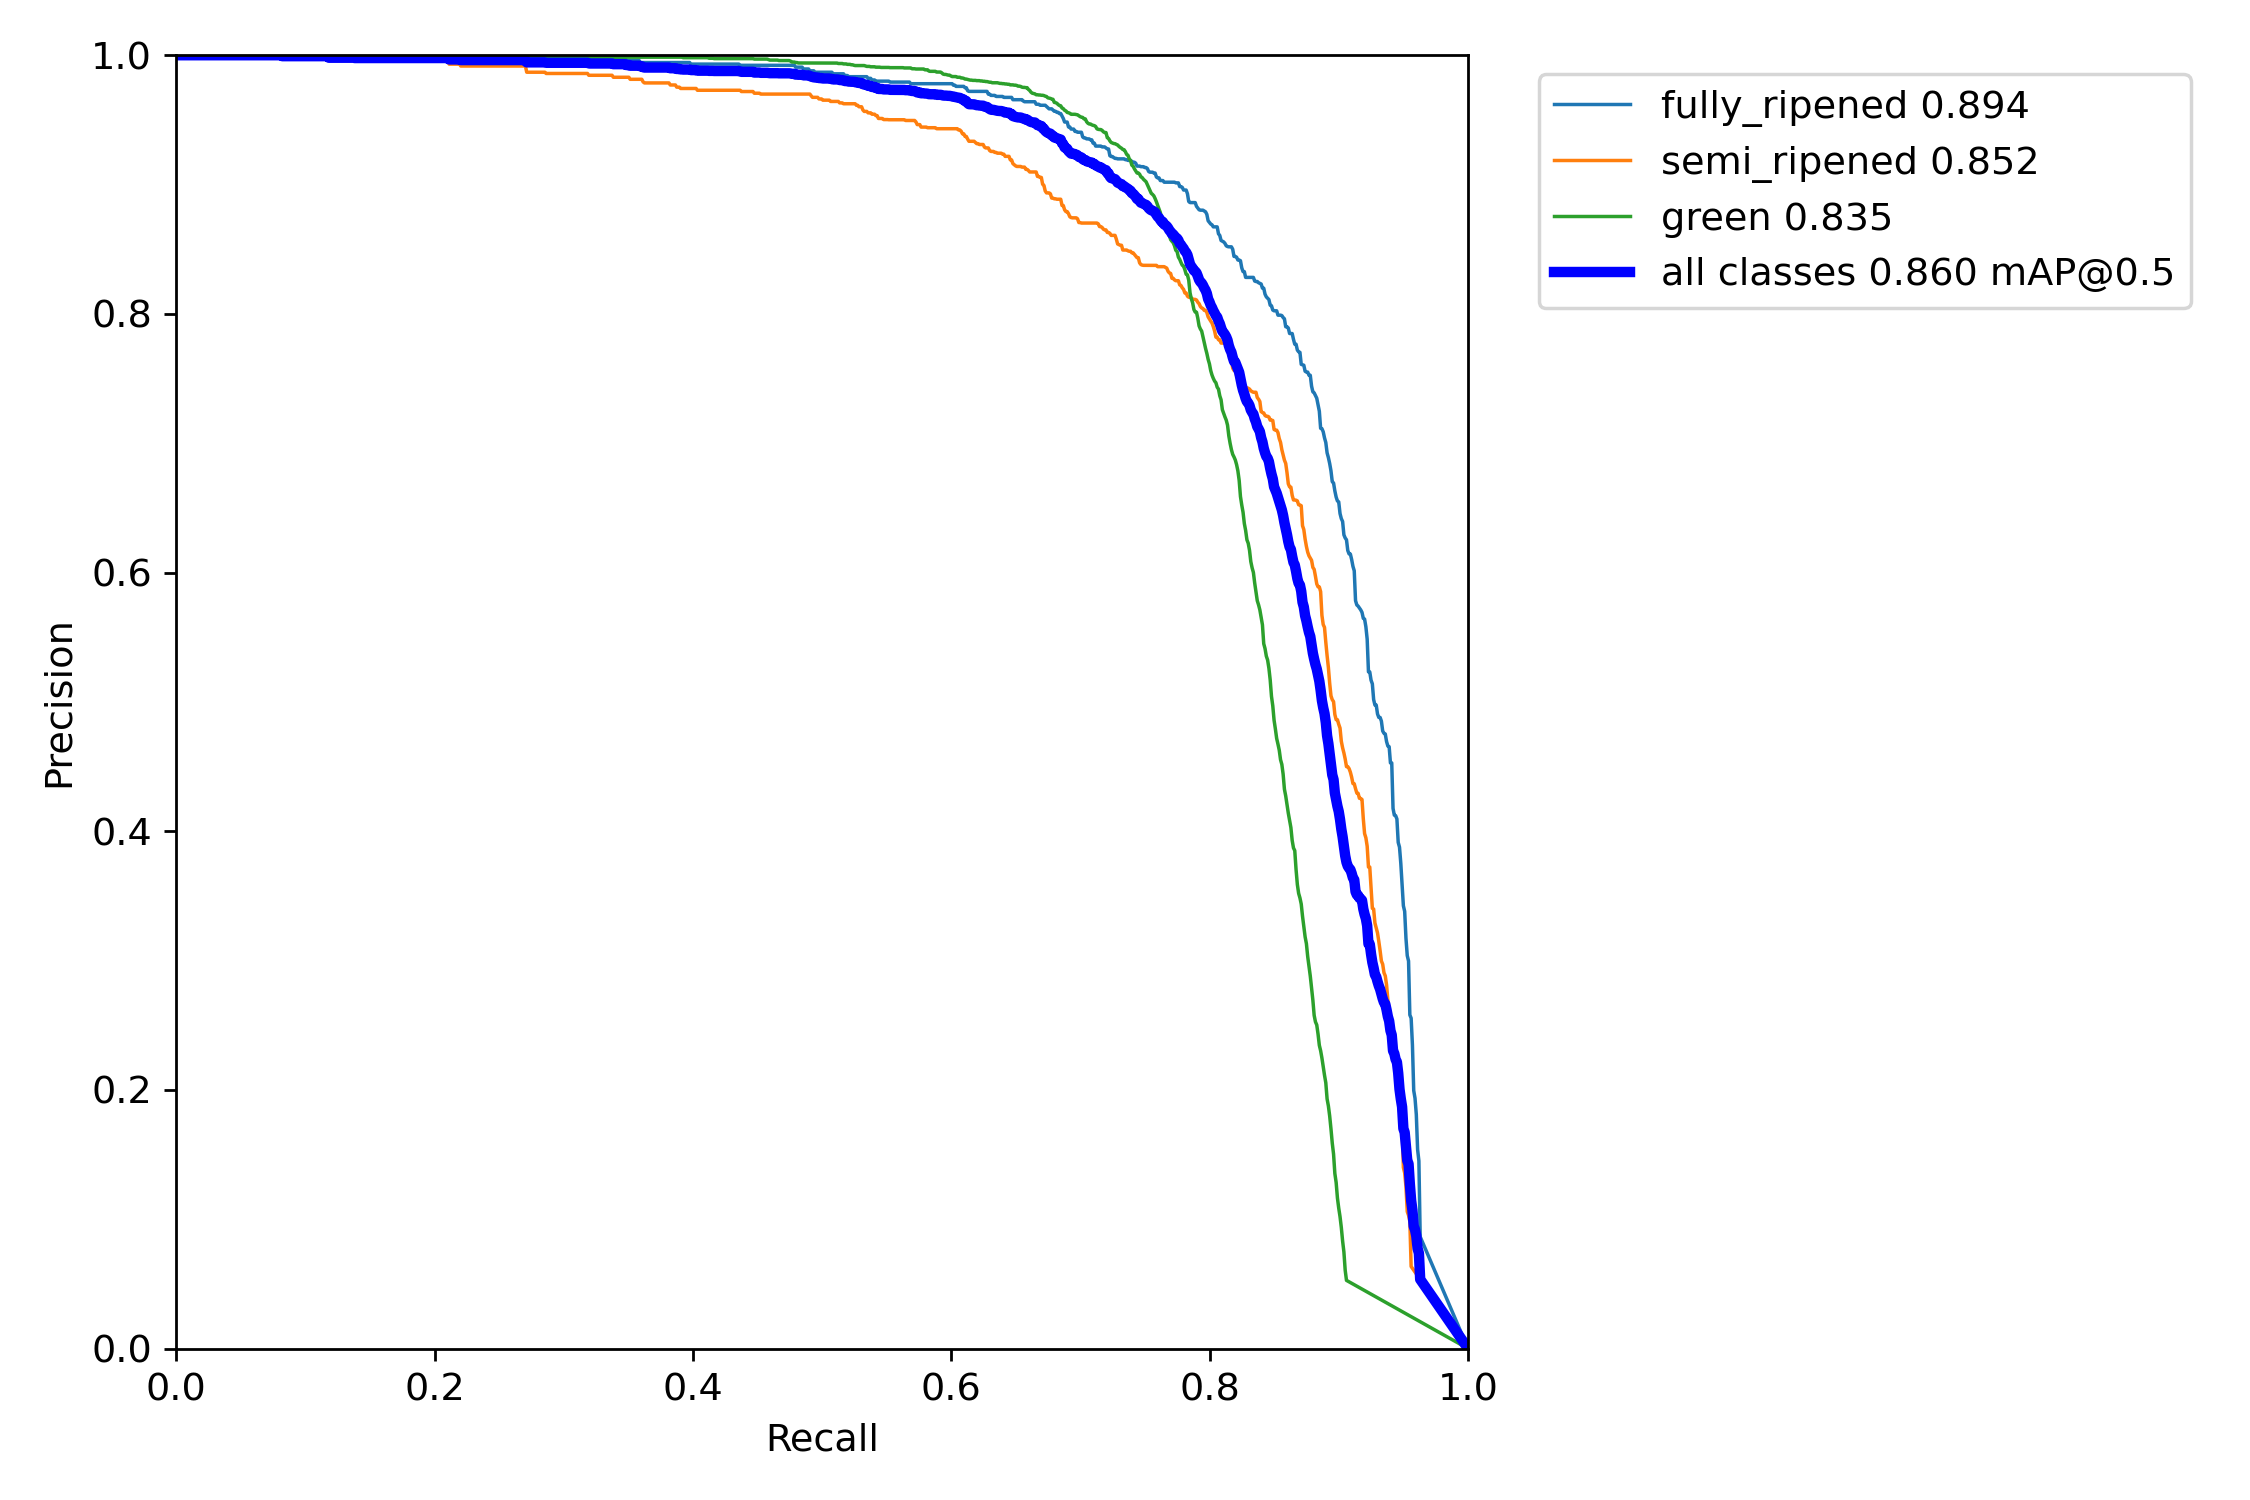 fully_ripened 0.894
semi_ripened 0.852
green 0.835
all classes 0.860 mAP@0.5
Precision
1.0
0.8
0.6
0.4
0.2
0.0
0.0 0.2 0.4 0.6 0.8 1.0
Recall